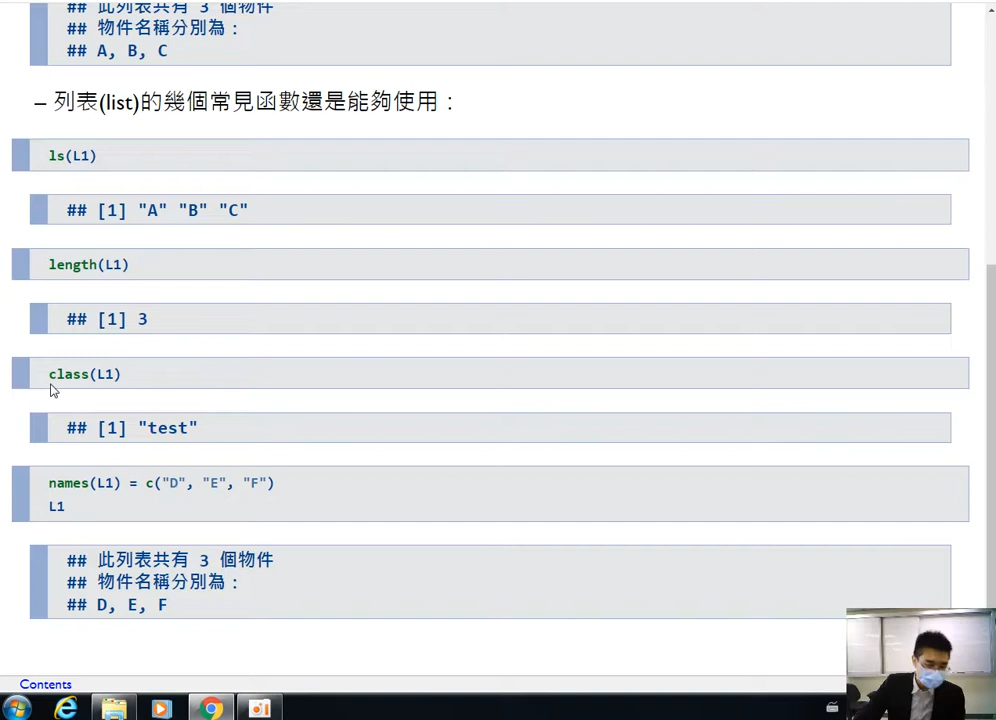 ## 此列表共有 3 個物件
## 物件名稱分別為：
## A, B, C
– 列表(list)的幾個常見函數還是能夠使用：
ls(L1)
## [1] "A" "B" "C"
length(L1)
## [1] 3
class(L1)
## [1] "test"
names(L1) = c("D", "E", "F")
L1
## 此列表共有 3 個物件
## 物件名稱分別為：
## D, E, F
Contents